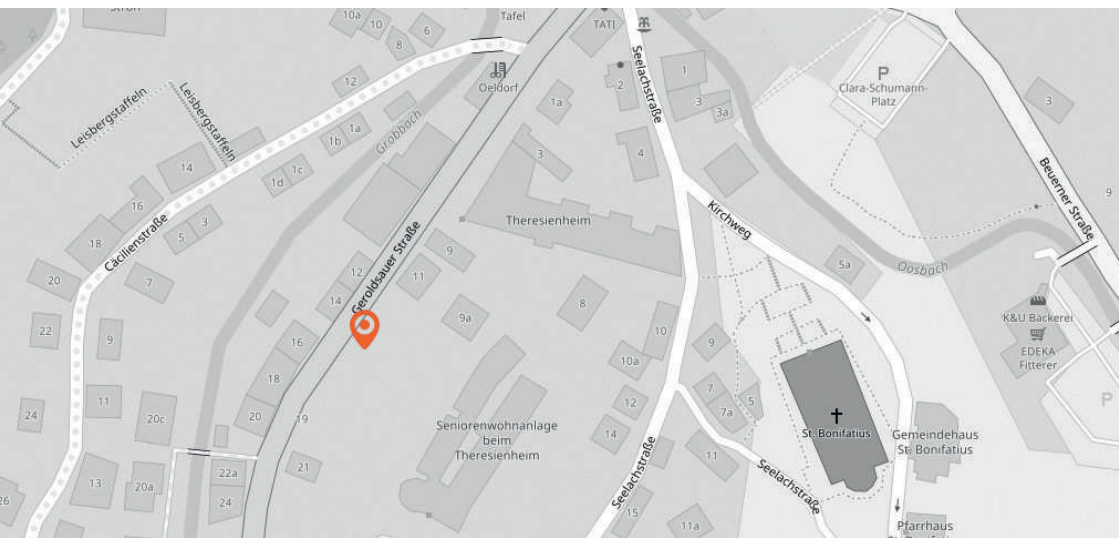 10a
10
6
8
Tafel
TATI
Oeldorf
12
Leisbergstaffeln
Leisbergstaffeln
Grobbach
1a
1b
1c
1d
14
16
18
3
5
7
Cäcilienstraße
20
22
9
24
11
20c
13
20a
26
Geroldsauer Straße
12
14
16
18
20
22a
24
19
21
9
11
9a
1a
3
Theresienheim
8
Seniorenwohnanlage
beim
Theresienheim
Seelachstraße
2
1
3
3a
4
10
10a
12
14
15
Seelachstraße
9
7
7a
5
11
11a
Seelachstraße
Kirchweg
5a
Oosbach
P
Clara-Schumann-
Platz
3
9
Beuerner Straße
K&U Bäckerei
EDEKA
Fitterer
P
St. Bonifatius
Gemeindehaus
St. Bonifatius
Pfarrhaus